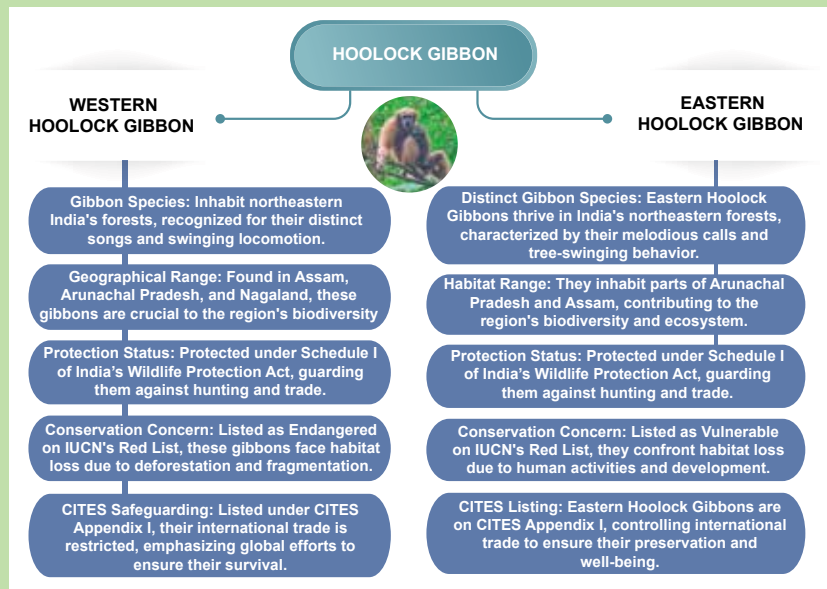 HOOLOCK GIBBON
WESTERN
HOOLOCK GIBBON
Gibbon Species: Inhabit northeastern
India's forests, recognized for their distinct
songs and swinging locomotion.
Geographical Range: Found in Assam,
Arunachal Pradesh, and Nagaland, these
gibbons are crucial to the region's biodiversity
Protection Status: Protected under Schedule I
of India’s Wildlife Protection Act, guarding
them against hunting and trade.
Conservation Concern: Listed as Endangered
on IUCN's Red List, these gibbons face habitat
loss due to deforestation and fragmentation.
CITES Safeguarding: Listed under CITES
Appendix I, their international trade is
restricted, emphasizing global efforts to
ensure their survival.
EASTERN
HOOLOCK GIBBON
Distinct Gibbon Species: Eastern Hoolock
Gibbons thrive in India's northeastern forests,
characterized by their melodious calls and
tree-swinging behavior.
Habitat Range: They inhabit parts of Arunachal
Pradesh and Assam, contributing to the
region's biodiversity and ecosystem.
Protection Status: Protected under Schedule I
of India’s Wildlife Protection Act, guarding
them against hunting and trade.
Conservation Concern: Listed as Vulnerable
on IUCN's Red List, they confront habitat loss
due to human activities and development.
CITES Listing: Eastern Hoolock Gibbons are
on CITES Appendix I, controlling international
trade to ensure their preservation and
well-being.